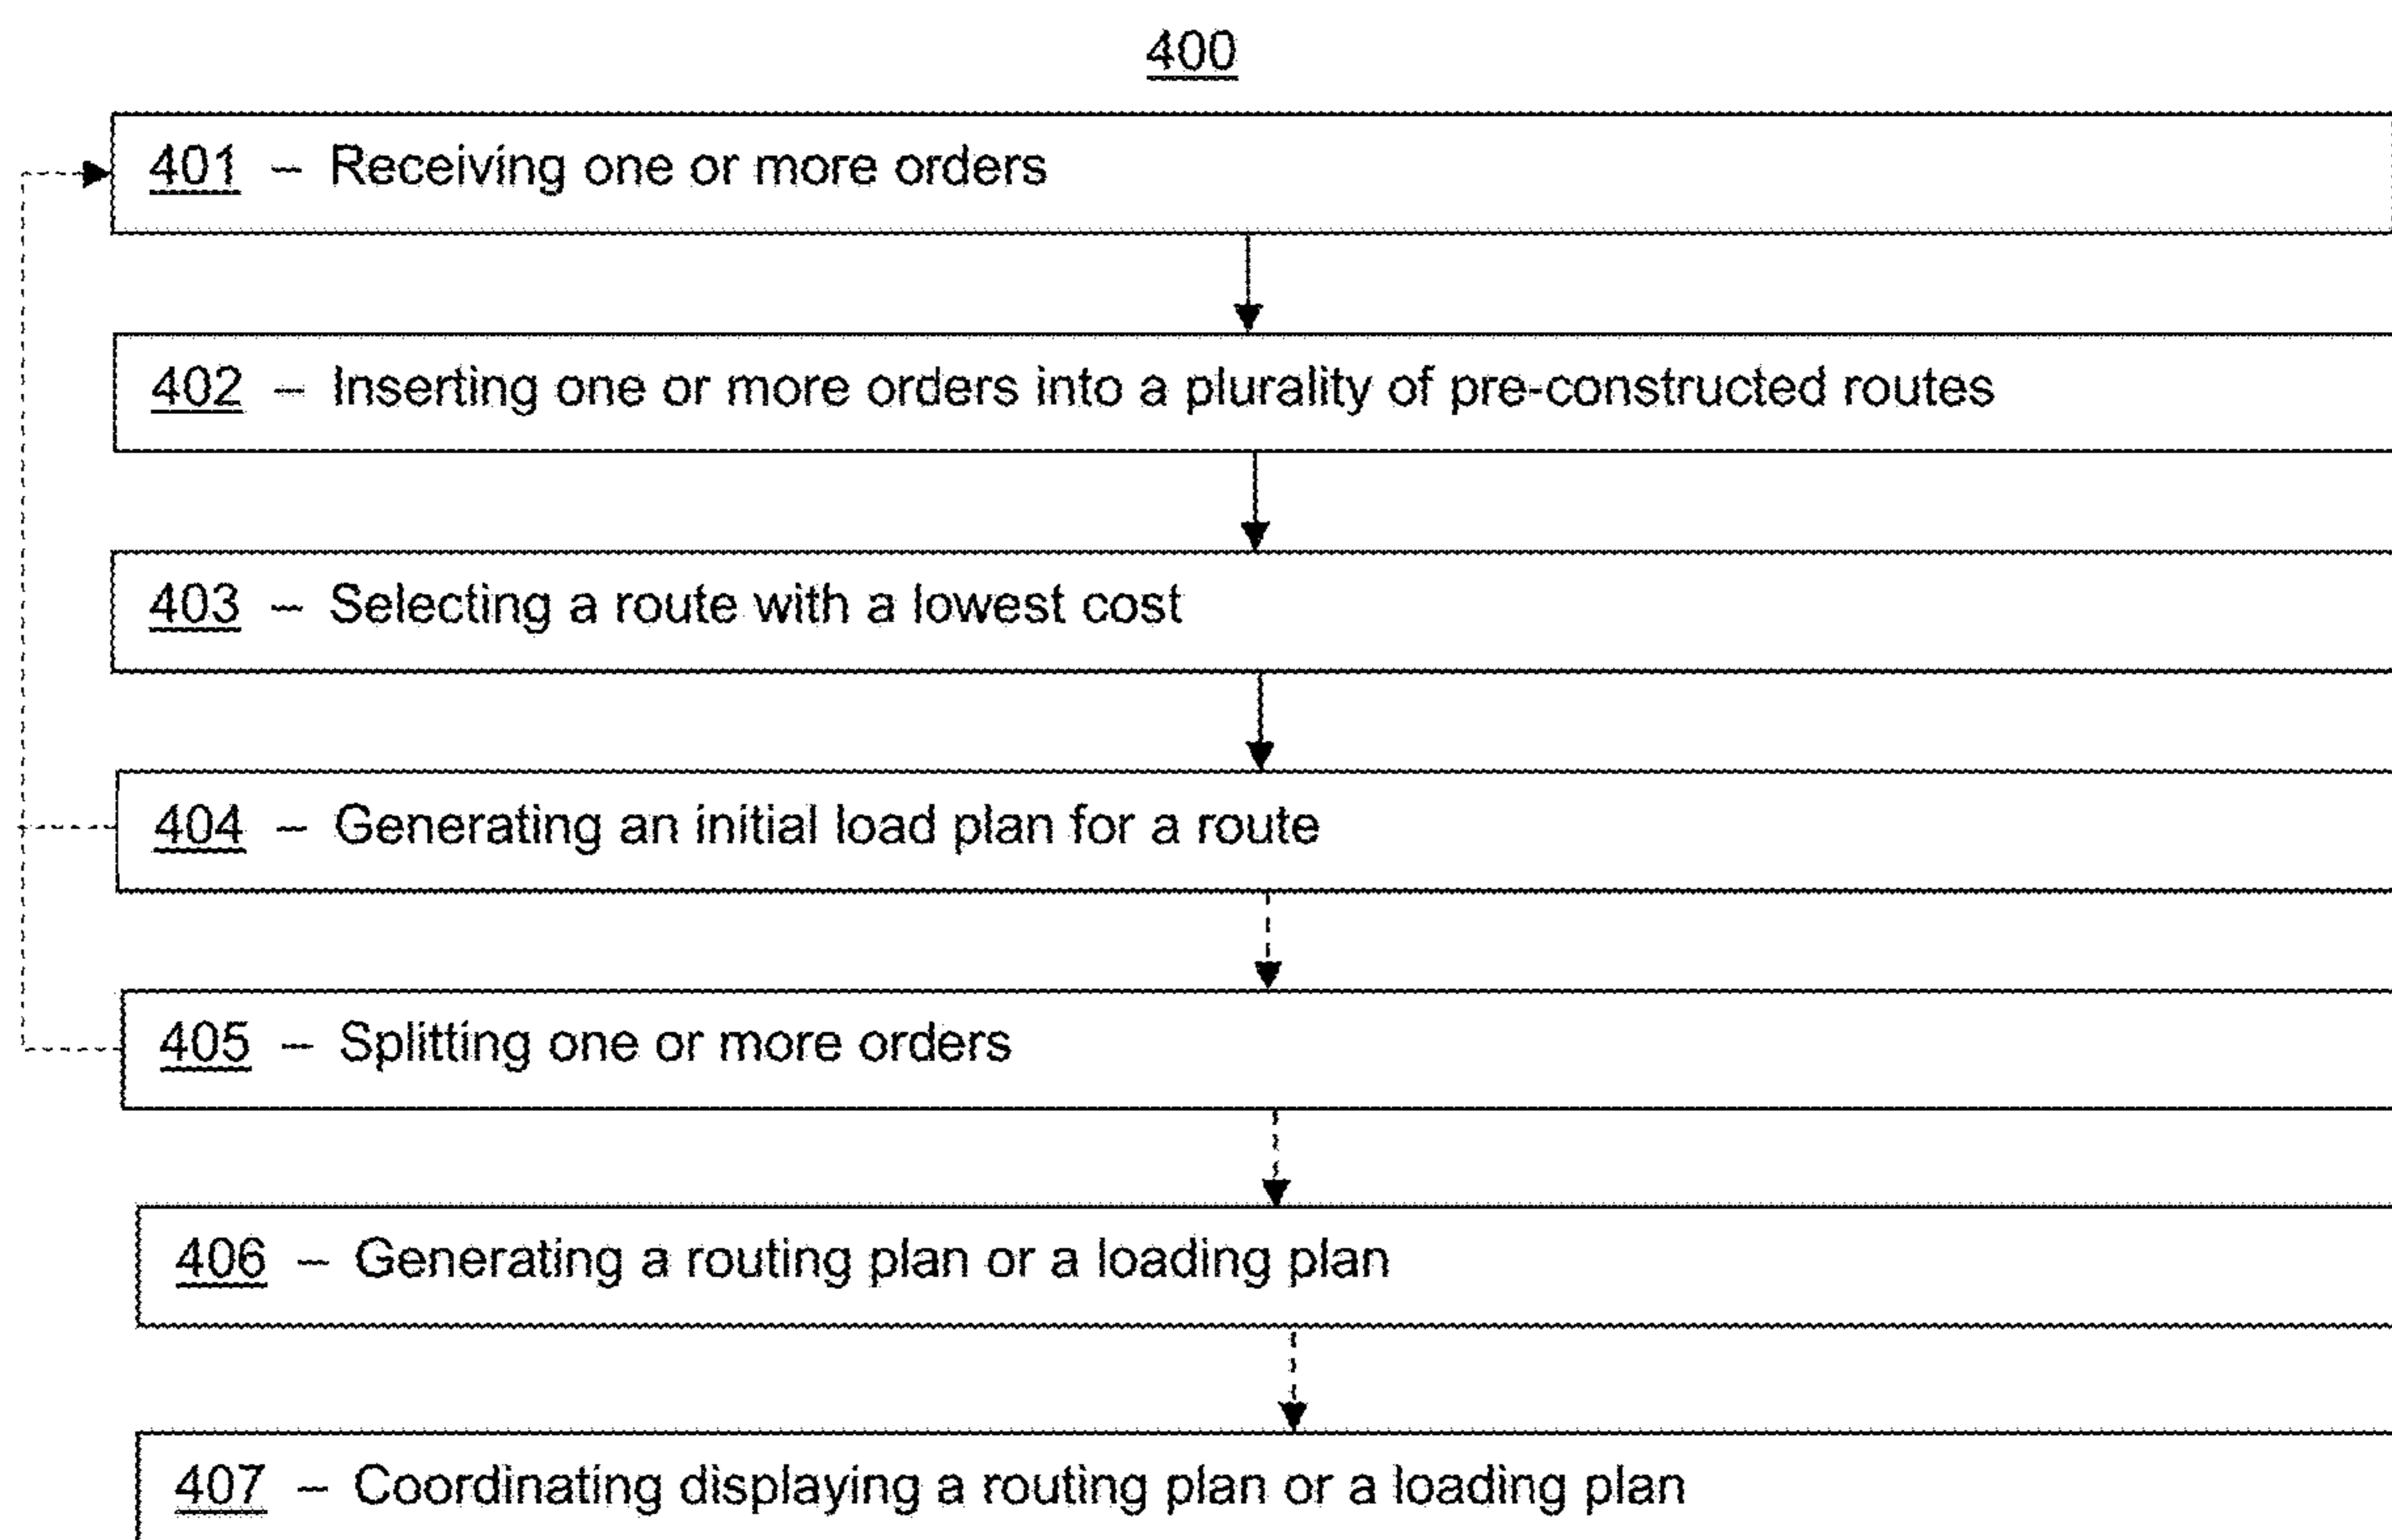 400
401 – Receiving one or more orders
402 – Inserting one or more orders into a plurality of pre-constructed routes
403 – Selecting a route with a lowest cost
404 – Generating an initial load plan for a route
405 – Splitting one or more orders
406 – Generating a routing plan or a loading plan
407 – Coordinating displaying a routing plan or a loading plan